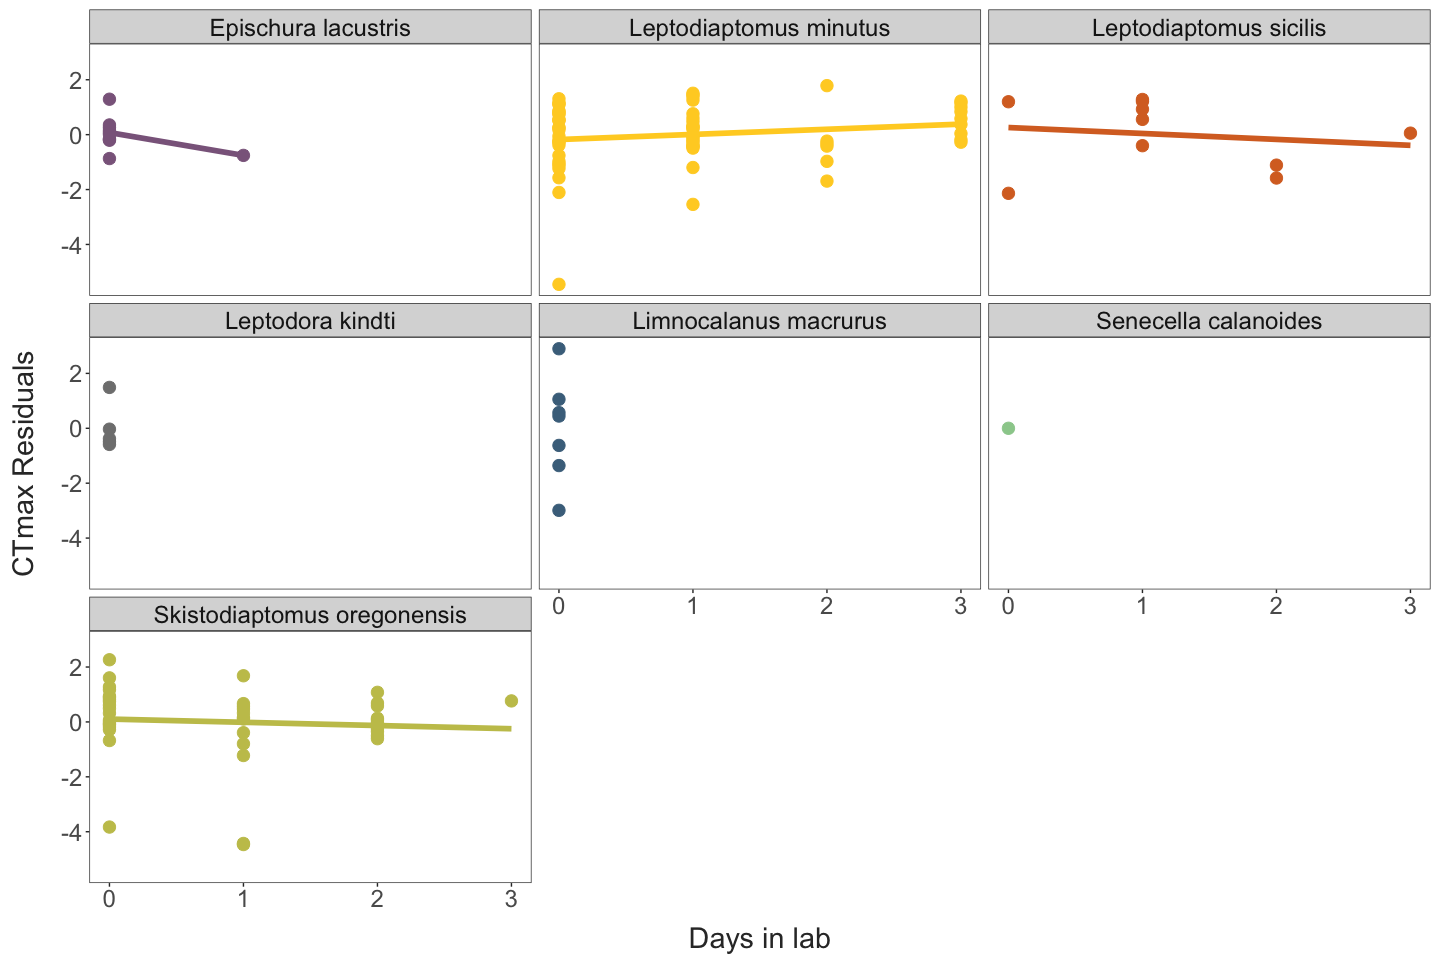 Epischura lacustris
Leptodiaptomus minutus
Leptodiaptomus sicilis
2
0
-2
-4
Leptodora kindti
Limnocalanus macrurus
Senecella calanoides
2
0
-2
-4
0 1 2 3
0 1 2 3
Skistodiaptomus oregonensis
2
0
-2
-4
0 1 2 3
CTmax Residuals
Days in lab